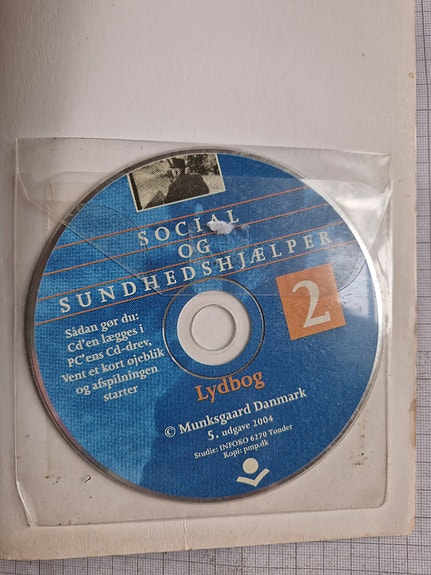 SOCIAL
OG
SUNDHEDSHJÆLPER
2
Sådan gør du:
Cd'en lægges i
PC'ens Cd-drev,
Vent et kort øjeblik
og afspilningen
starter
Lydbog
© Munksgaard Danmark
5. udgave 2004
Studie: INFOKO 6270 Tønder
Kopi: pmp.dk